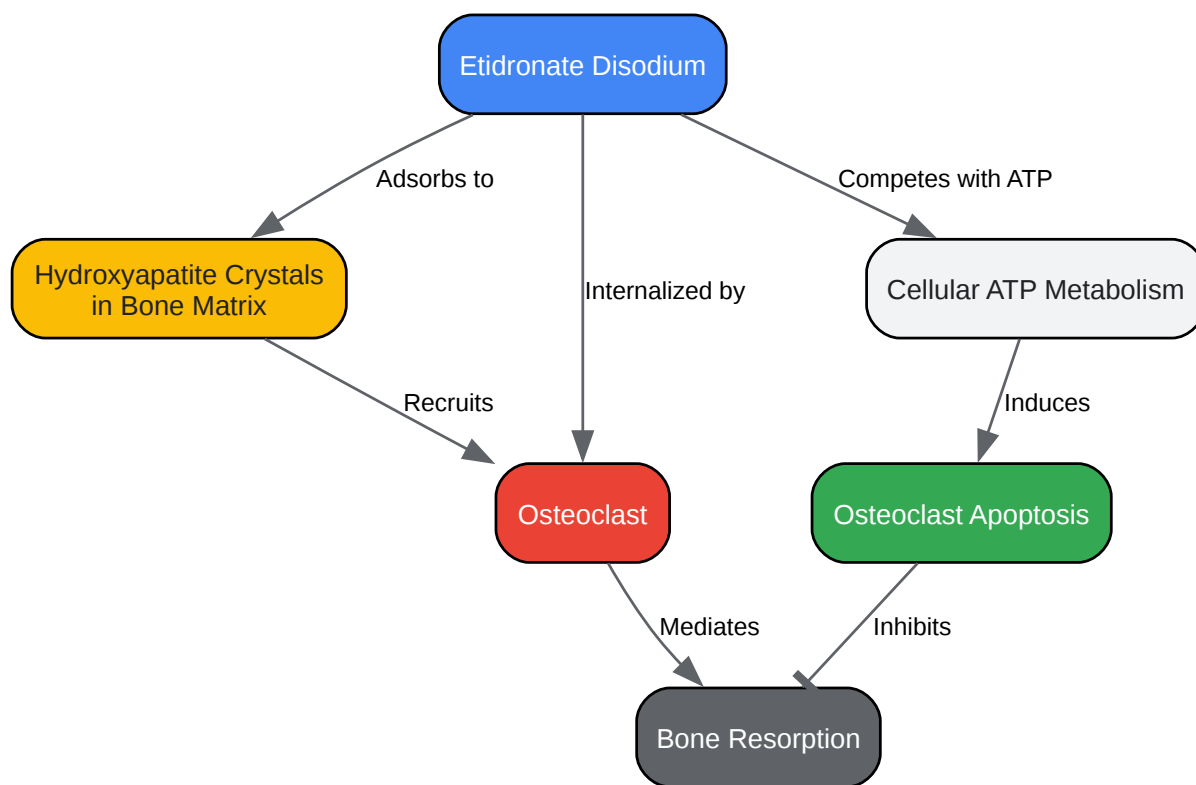 Etidronate Disodium
Adsorbs to
Competes with ATP
Hydroxyapatite Crystals
in Bone Matrix
Internalized by
Cellular ATP Metabolism
Recruits
Induces
Osteoclast
Osteoclast Apoptosis
Mediates
Inhibits
Bone Resorption